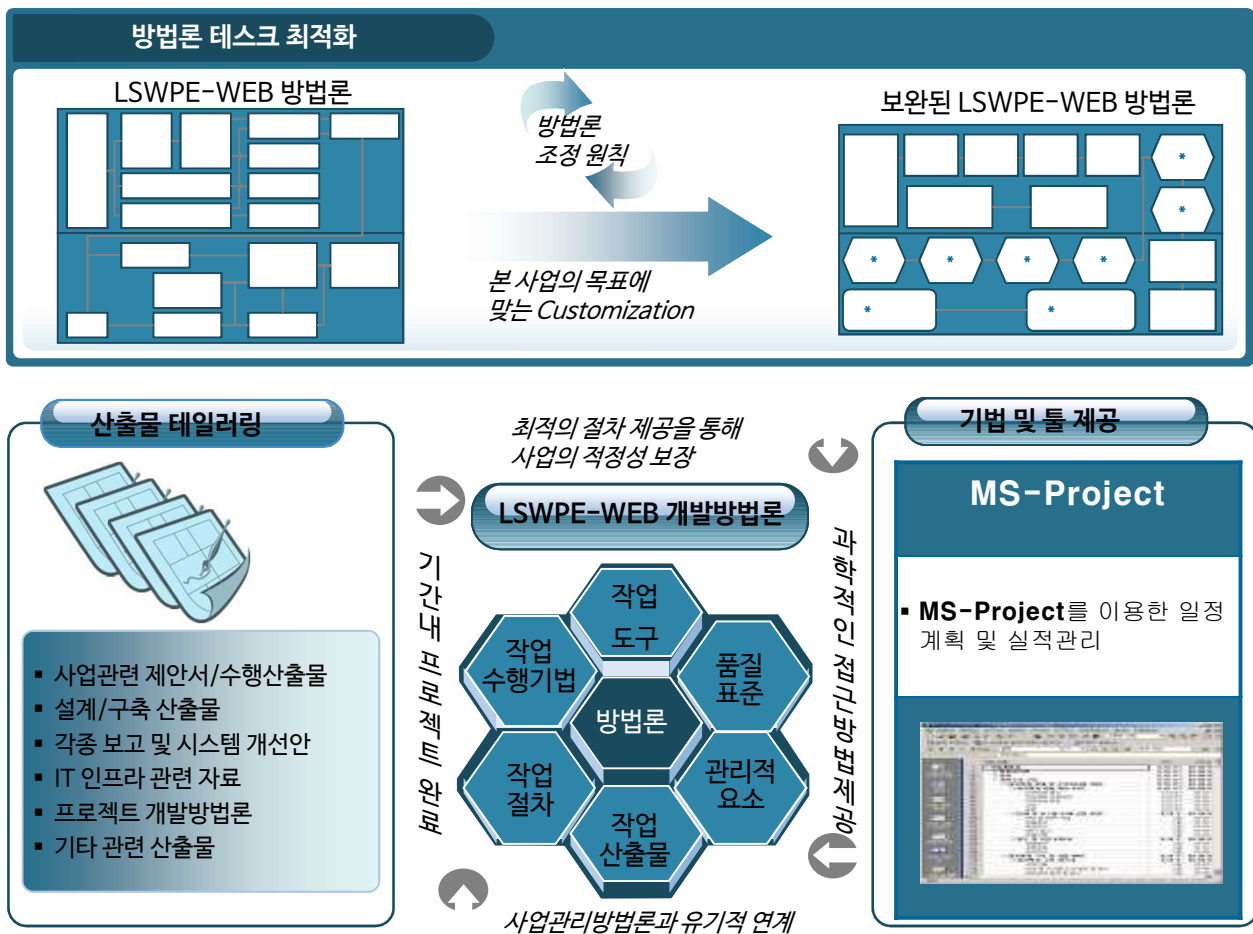 방법론 테스크 최적화
LSWPE-WEB 방법론
방법론
조정 원칙
본 사업의 목표에
맞는 Customization
보완된 LSWPE-WEB 방법론
*
*
*
*
*
*
*
*
산출물 테일러링
▪ 사업관련 제안서/수행산출물
▪ 설계/구축 산출물
▪ 각종 보고 및 시스템 개선안
▪ IT 인프라 관련 자료
▪ 프로젝트 개발방법론
▪ 기타 관련 산출물
최적의 절차 제공을 통해
사업의 적정성 보장
LSWPE-WEB 개발방법론
기간내 프로젝트 완료
작업
도구
작업
수행기법
품질
표준
방법론
작업
절차
관리적
요소
작업
산출물
과학적인 접근방법제공
사업관리방법론과 유기적 연계
기법 및 툴 제공
MS-Project
▪ MS-Project를 이용한 일정
계획 및 실적관리